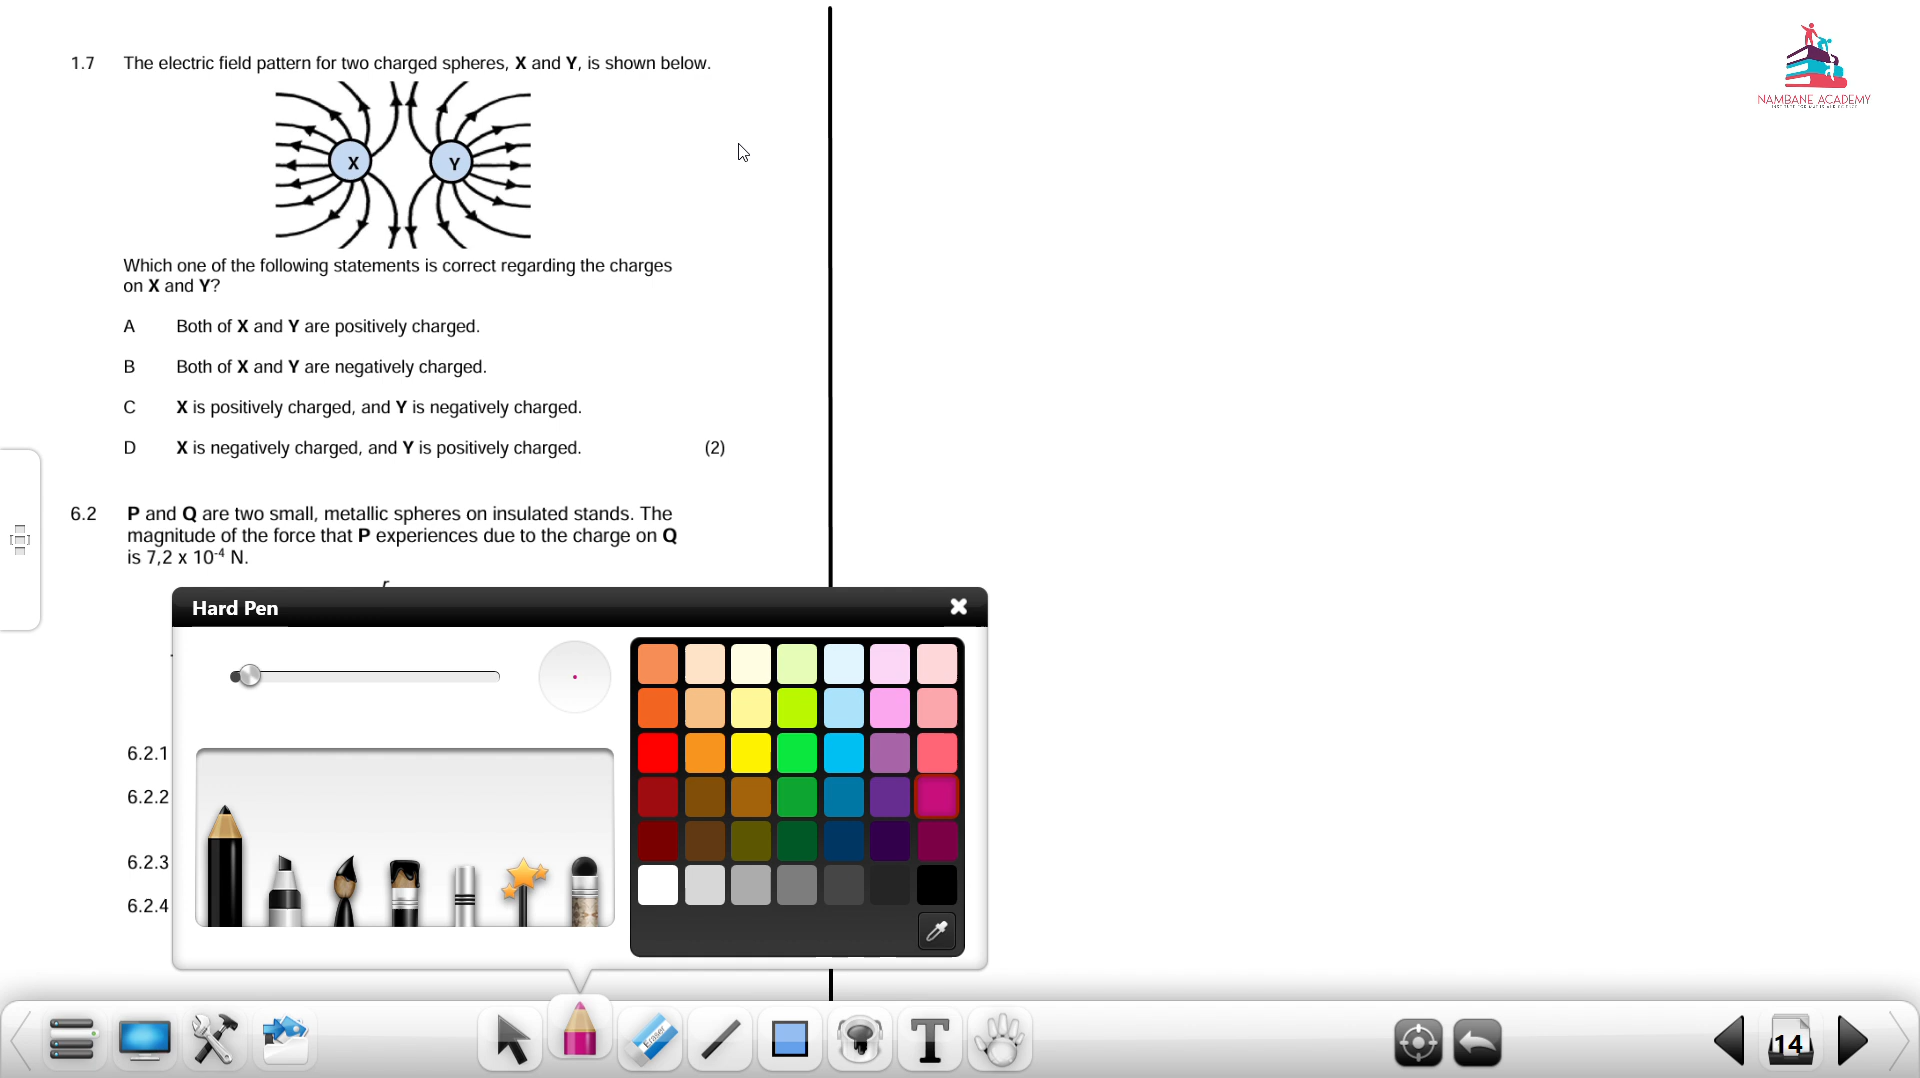 1.7 The electric field pattern for two charged spheres, X and Y, is shown below.
X Y
Which one of the following statements is correct regarding the charges
on X and Y?
A Both of X and Y are positively charged.
B Both of X and Y are negatively charged.
C X is positively charged, and Y is negatively charged.
D X is negatively charged, and Y is positively charged. (2)
6.2 P and Q are two small, metallic spheres on insulated stands. The
magnitude of the force that P experiences due to the charge on Q
is 7,2 x 10⁻⁴ N.
r
Hard Pen
6.2.1
6.2.2
6.2.3
6.2.4
NAMBANE ACADEMY
Eraser
T
14